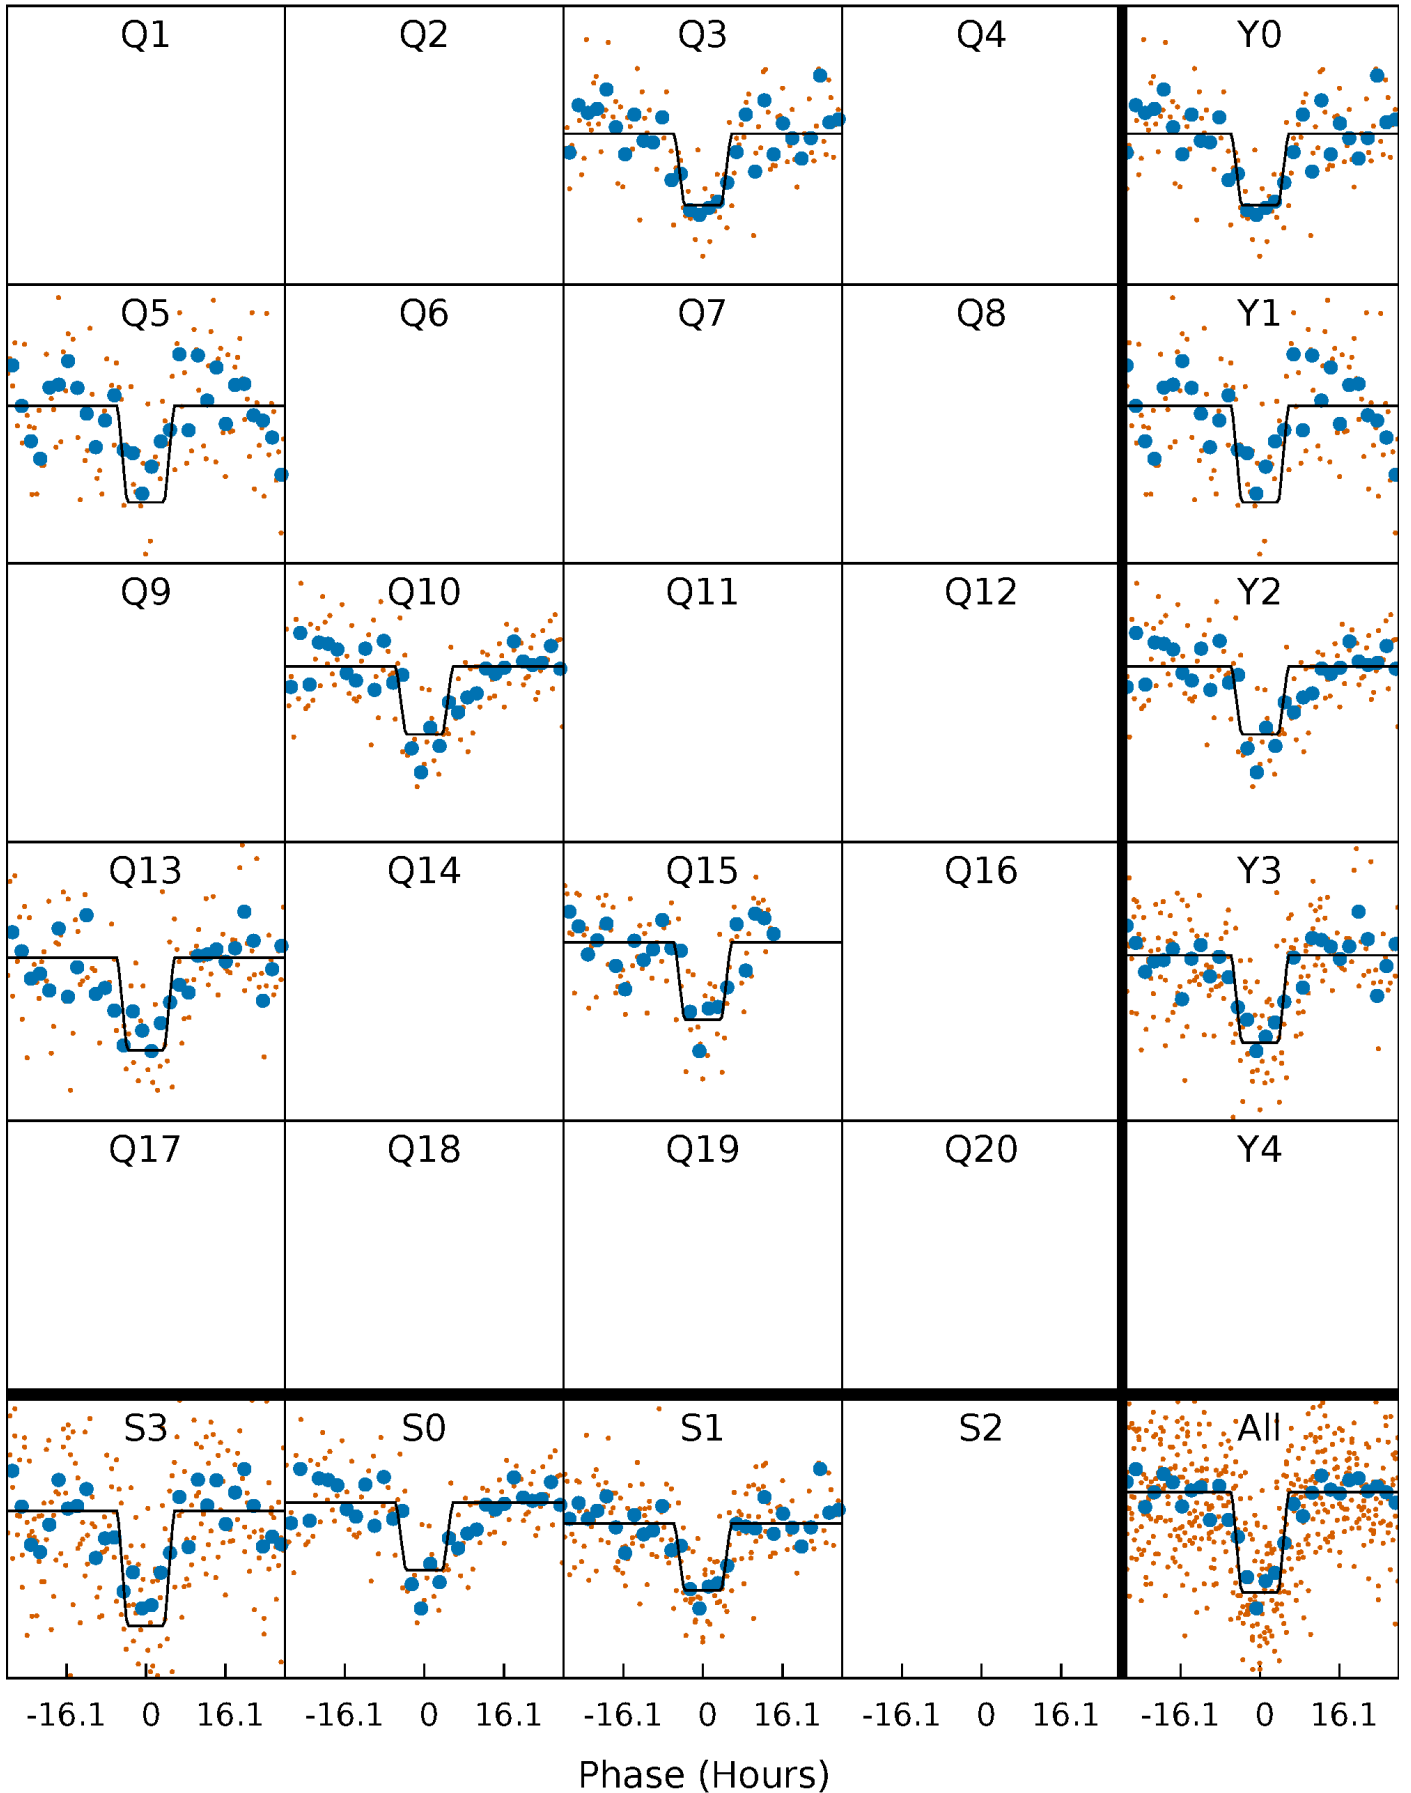 Q1 Q2 Q3 Q4 Y0
Q5 Q6 Q7 Q8 Y1
Q9 Q10 Q11 Q12 Y2
Q13 Q14 Q15 Q16 Y3
Q17 Q18 Q19 Q20 Y4
S3 S0 S1 S2 All
-16.1 0 16.1 -16.1 0 16.1 -16.1 0 16.1 -16.1 0 16.1 -16.1 0 16.1
Phase (Hours)